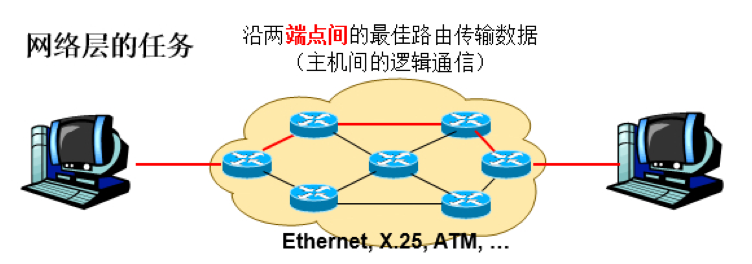 网络层的任务
沿两端点间的最佳路由传输数据
（主机间的逻辑通信）
Ethernet, X.25, ATM, …